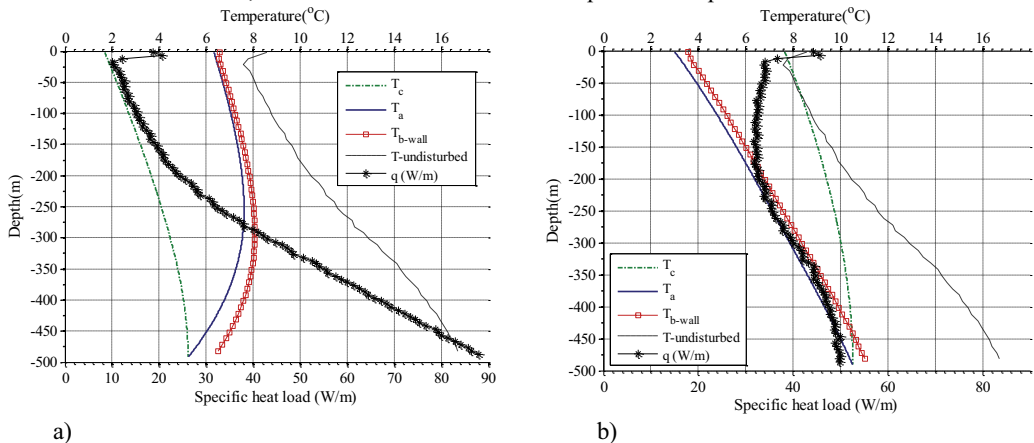 Temperature(°C)
0 2 4 6 8 10 12 14 16 18
0
-50
-100
-150
-200
-250
-300
-350
-400
-450
-500
Depth(m)
T_c
T_a
T_b-wall
T-undisturbed
q (W/m)
0 10 20 30 40 50 60 70 80 90
Specific heat load (W/m)
a)
Temperature(°C)
0 2 4 6 8 10 12 14 16
0
-50
-100
-150
-200
-250
-300
-350
-400
-450
-500
Depth(m)
T_c
T_a
T_b-wall
T-undisturbed
q (W/m)
0 20 40 60 80
Specific heat load (W/m)
b)